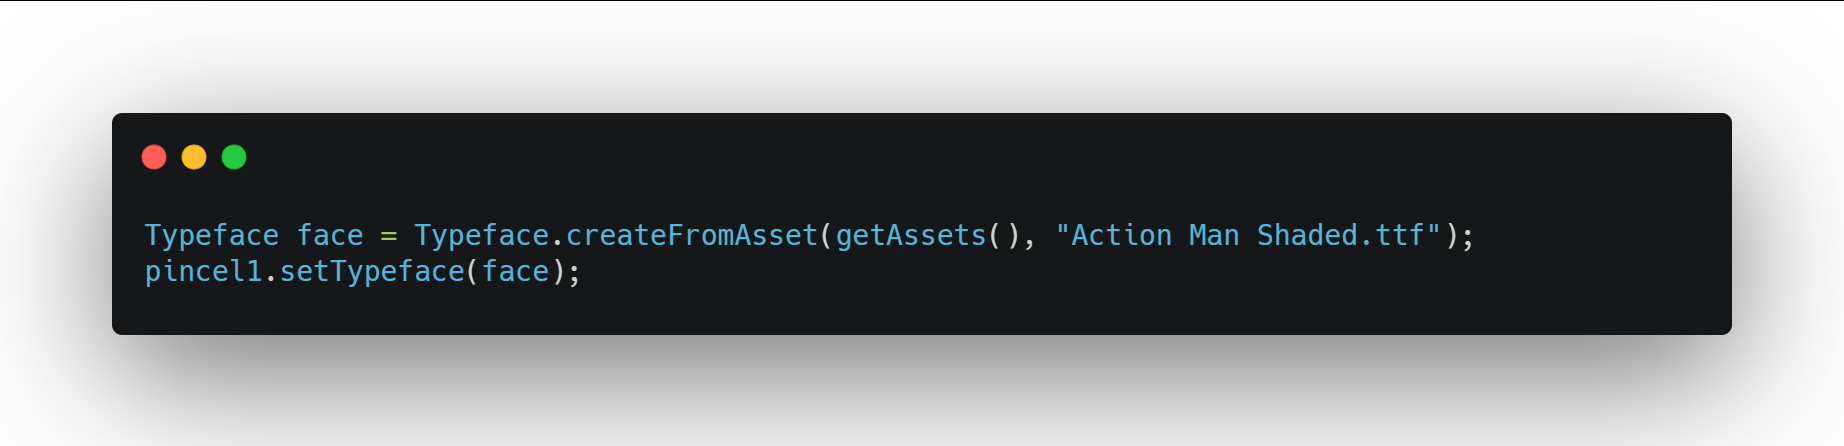 Typeface face = Typeface.createFromAsset(getAssets(), "Action Man Shaded.ttf");
pincel1.setTypeface(face);